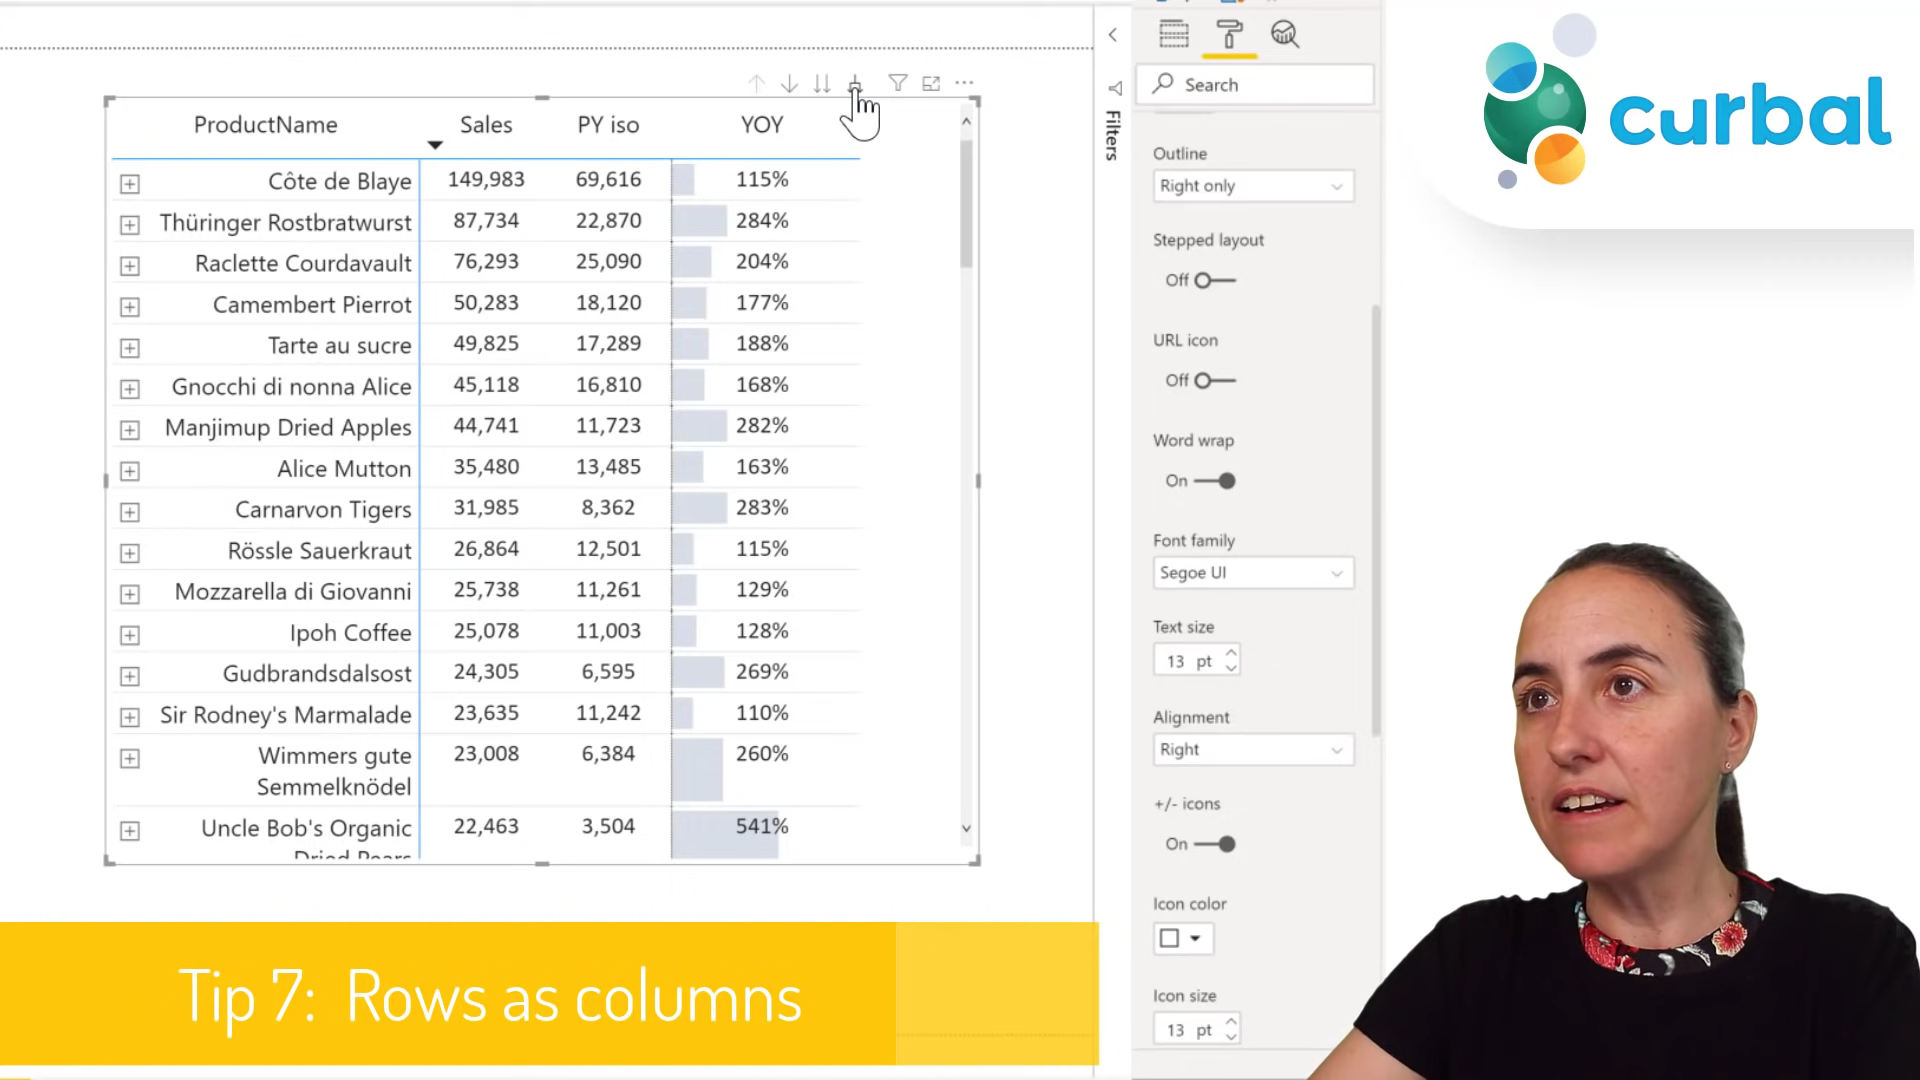 ProductName Sales PY iso YOY
Côte de Blaye 149,983 69,616 115%
Thüringer Rostbratwurst 87,734 22,870 284%
Raclette Courdavault 76,293 25,090 204%
Camembert Pierrot 50,283 18,120 177%
Tarte au sucre 49,825 17,289 188%
Gnocchi di nonna Alice 45,118 16,810 168%
Manjimup Dried Apples 44,741 11,723 282%
Alice Mutton 35,480 13,485 163%
Carnarvon Tigers 31,985 8,362 283%
Rössle Sauerkraut 26,864 12,501 115%
Mozzarella di Giovanni 25,738 11,261 129%
Ipoh Coffee 25,078 11,003 128%
Gudbrandsdalsost 24,305 6,595 269%
Sir Rodney's Marmalade 23,635 11,242 110%
Wimmers gute 23,008 6,384 260%
Semmelknödel
Uncle Bob's Organic 22,463 3,504 541%
Dried Pears
Tip 7: Rows as columns
Filters
Search
Outline
Right only
Stepped layout
Off
URL icon
Off
Word wrap
On
Font family
Segoe UI
Text size
13 pt
Alignment
Right
+/- icons
On
Icon color
Icon size
13 pt
curbal